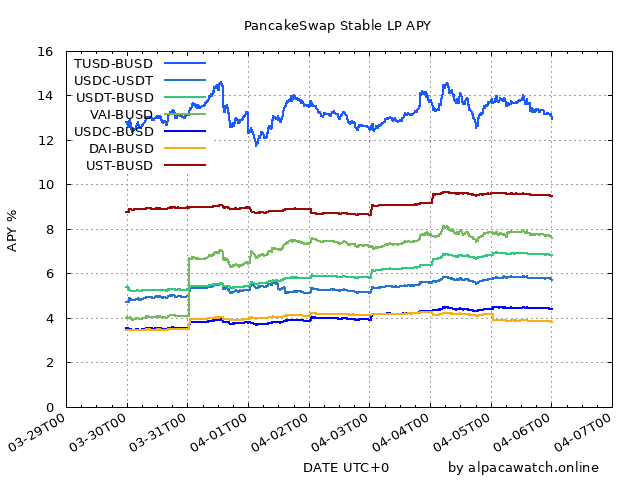 PancakeSwap Stable LP APY
16
14
12
10
8
6
4
2
0
APY %
TUSD-BUSD
USDC-USDT
USDT-BUSD
VAI-BUSD
USDC-BUSD
DAI-BUSD
UST-BUSD
03-29T00
03-30T00
03-31T00
04-01T00
04-02T00
04-03T00
04-04T00
04-05T00
04-06T00
04-07T00
DATE UTC+0
by alpacawatch.online